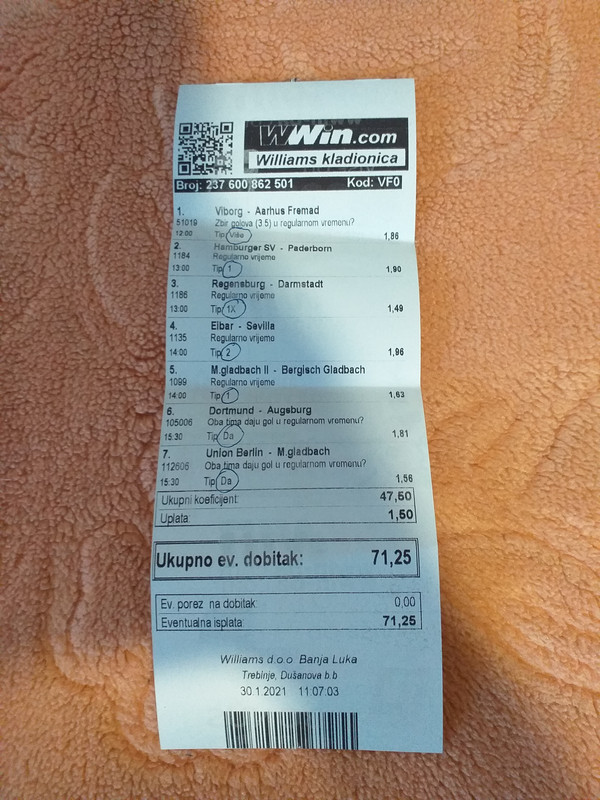 WWin.com
Williams kladionica
Broj: 237 600 862 501 Kod: VF0
1. Viborg - Aarhus Fremad
51019 Zbir golova (3.5) u regularnom vremenu?
12:00 Tip Više 1,86
2. Hamburger SV - Paderborn
1184 Regularno vrijeme
13:00 Tip 1 1,90
3. Regensburg - Darmstadt
1186 Regularno vrijeme
13:00 Tip 1X 1,49
4. Eibar - Sevilla
1135 Regularno vrijeme
14:00 Tip 2 1,96
5. M.gladbach II - Bergisch Gladbach
1099 Regularno vrijeme
14:00 Tip 1 1,63
6. Dortmund - Augsburg
105006 Oba tima daju gol u regularnom vremenu?
15:30 Tip Da 1,81
7. Union Berlin - M.gladbach
112606 Oba tima daju gol u regularnom vremenu?
15:30 Tip Da 1,56
Ukupni koeficijent: 47,50
Uplata: 1,50
Ukupno ev. dobitak: 71,25
Ev. porez na dobitak: 0,00
Eventualna isplata: 71,25
Williams d.o.o Banja Luka
Trebinje, Dušanova b.b
30.1.2021 11:07:03